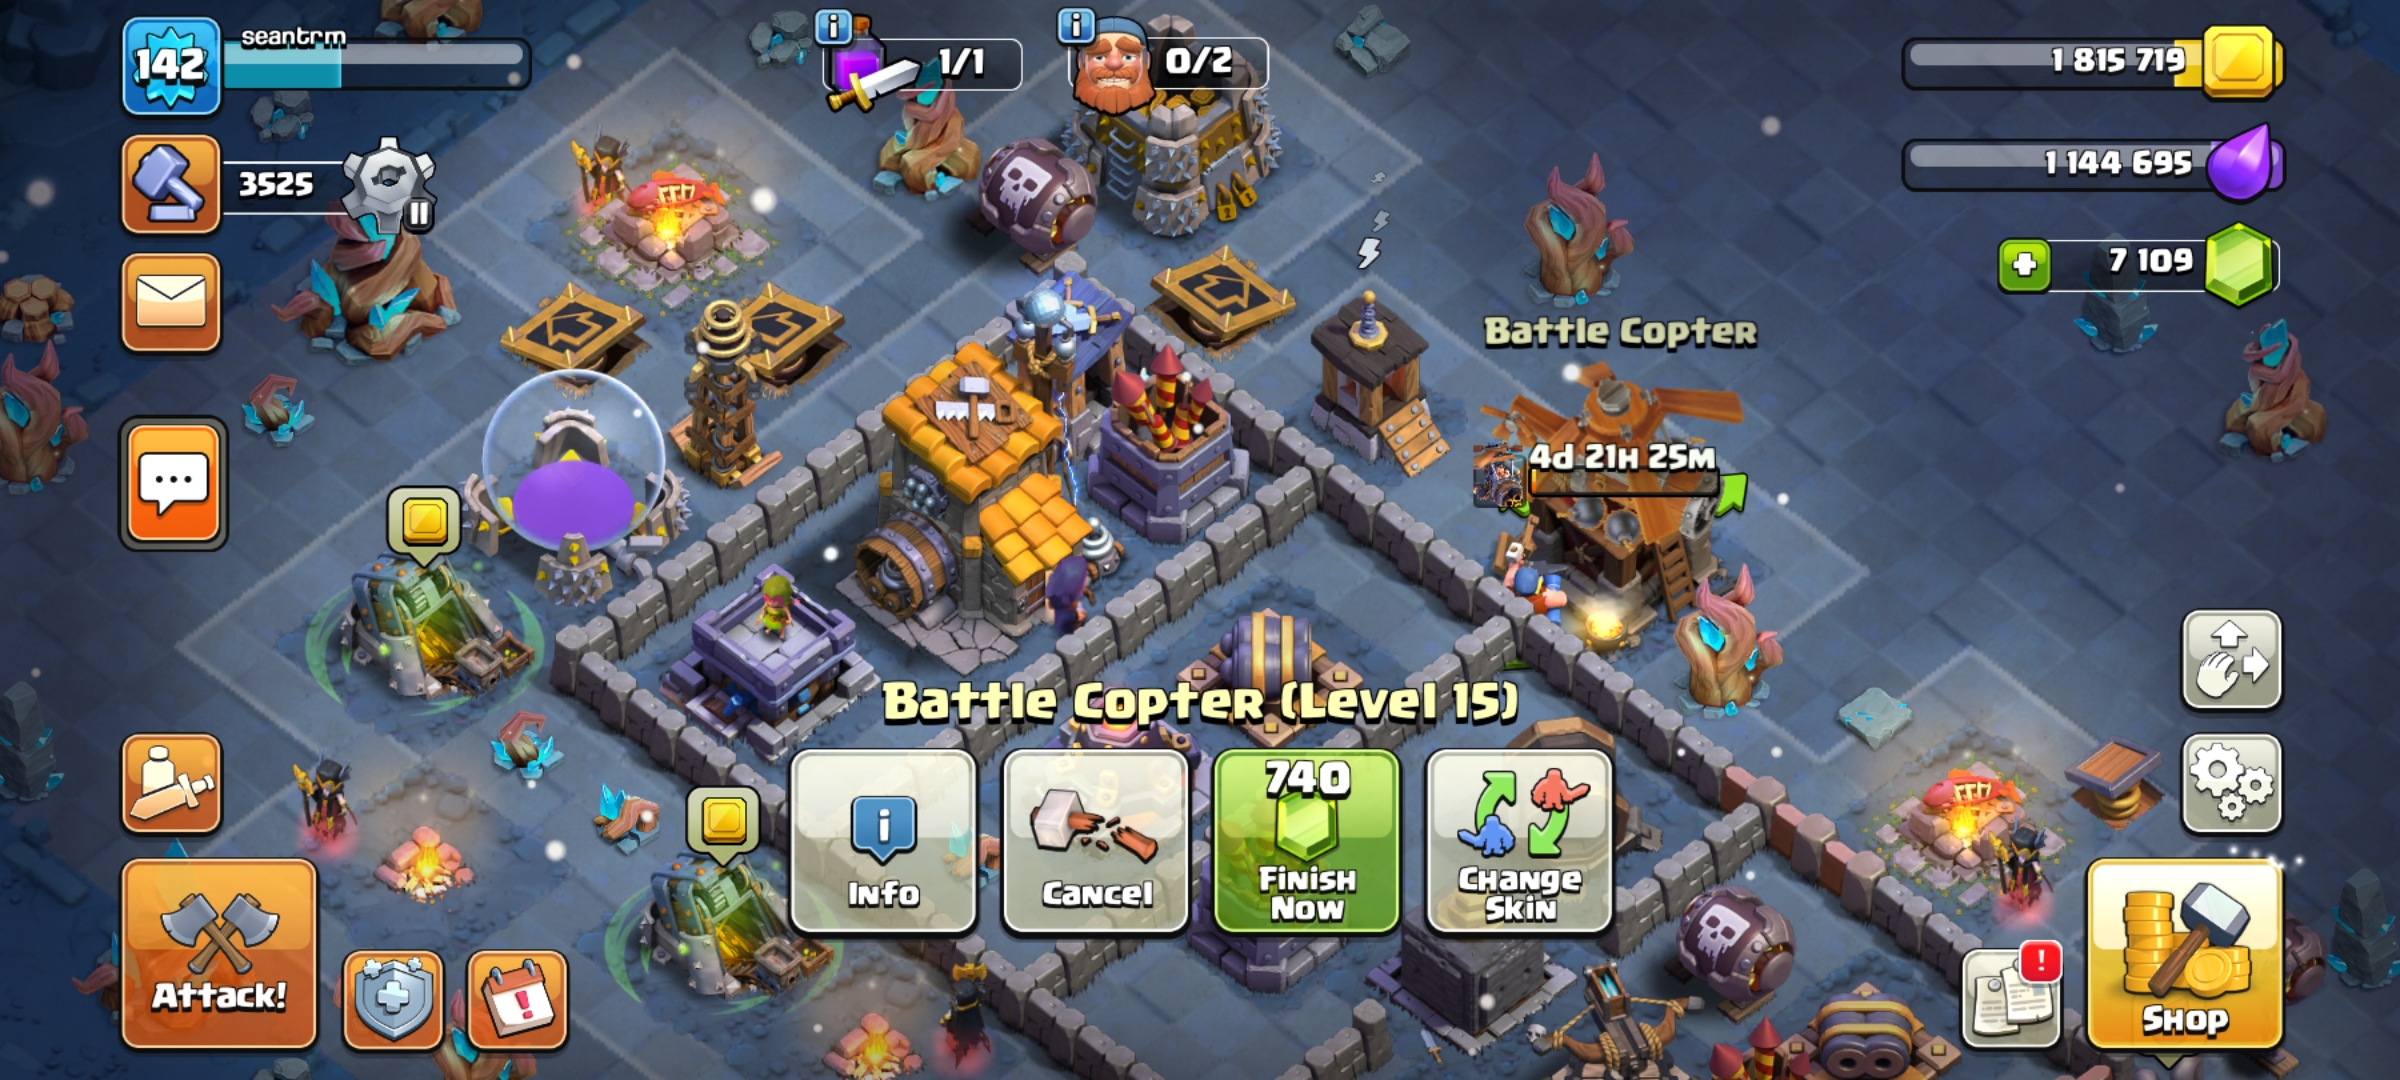 seantrm
142
1/1
0/2
1 815 719
3525
1 144 695
7 109
Battle Copter
4d 21H 25M
Battle Copter (Level 15)
740
Info
Cancel
Finish
Now
Change
Skin
Attack!
Shop